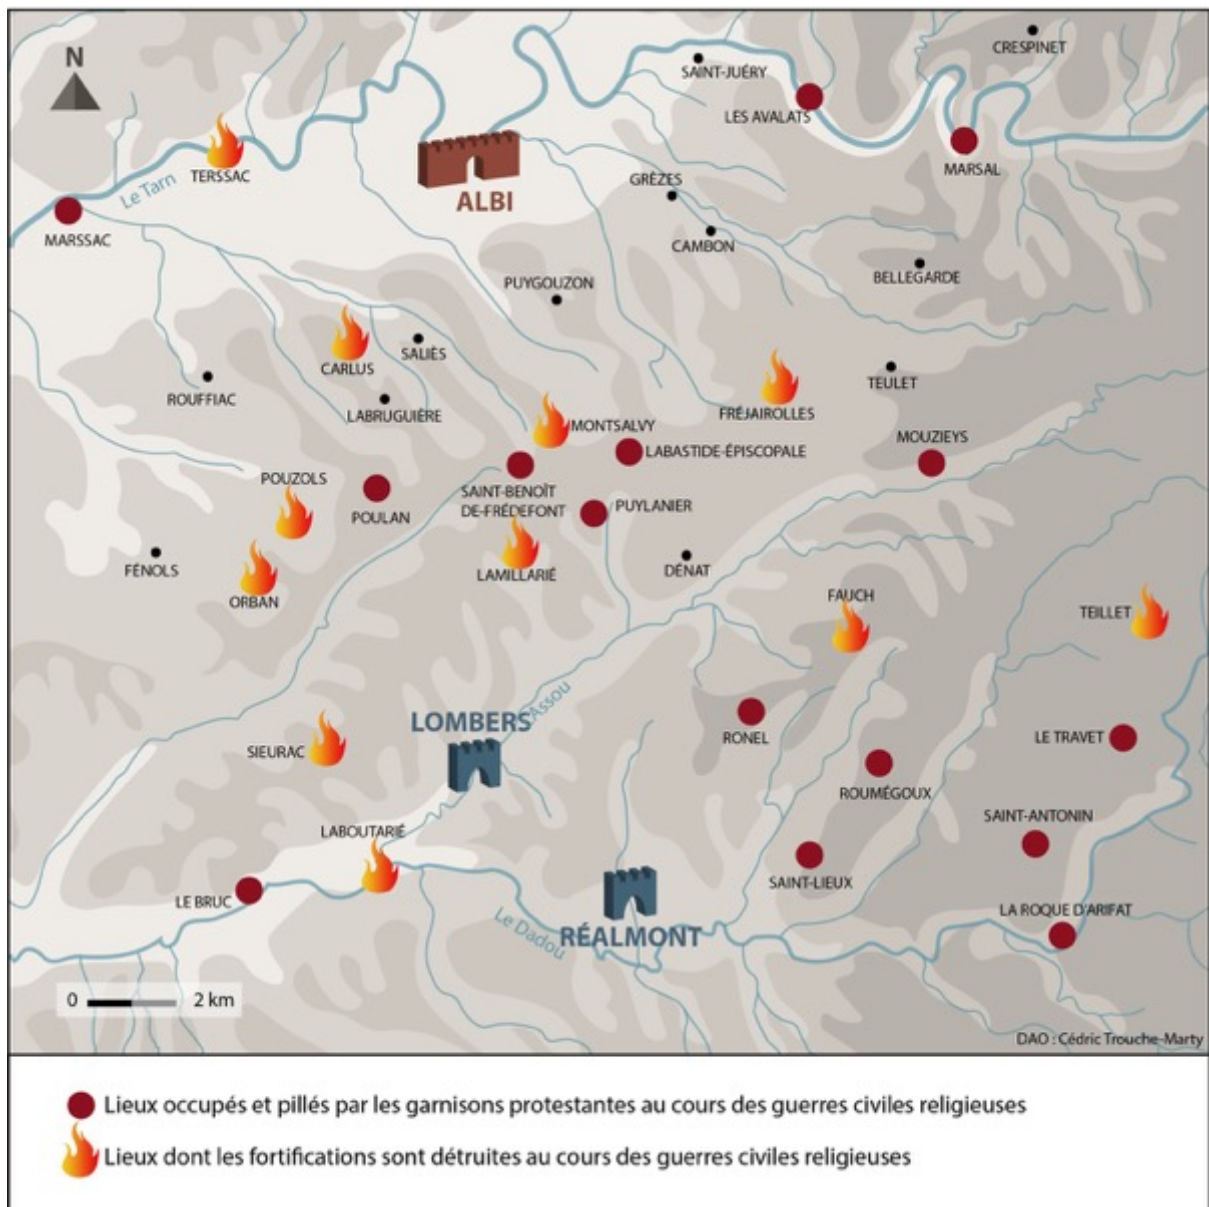 N
CRESPINET
SAINT-JUÉRY
LES AVALATS
TERSSAC
MARSAL
Le Tarn
ALBI
GRÈZES
MARSSAC
CAMBON
BELLEGARDE
PUYGOUZON
SALIÈS
CARLUS
TEULET
ROUFFIAC
LABRUGUIÈRE
FRÉJAIROLLES
MONTSALVY
MOUZIEYS
LABASTIDE-ÉPISCOPALE
POUZOLS
SAINT-BENOÎT
DE-FRÉDEFONT
PUYLANIER
POULAN
FÉNOLS
LAMILLARIÉ
DÉNAT
ORBAN
FAUCH
TEILLET
Assou
LOMBERS
RONEL
LE TRAVET
SIEURAC
ROUMÉGOUX
SAINT-ANTONIN
LABOUTARIÉ
SAINT-LIEUX
LE BRUC
LA ROQUE D'ARIFAT
Le Dadou
RÉALMONT
0 2 km
DAO : Cédric Trouche-Marty
Lieux occupés et pillés par les garnisons protestantes au cours des guerres civiles religieuses
Lieux dont les fortifications sont détruites au cours des guerres civiles religieuses